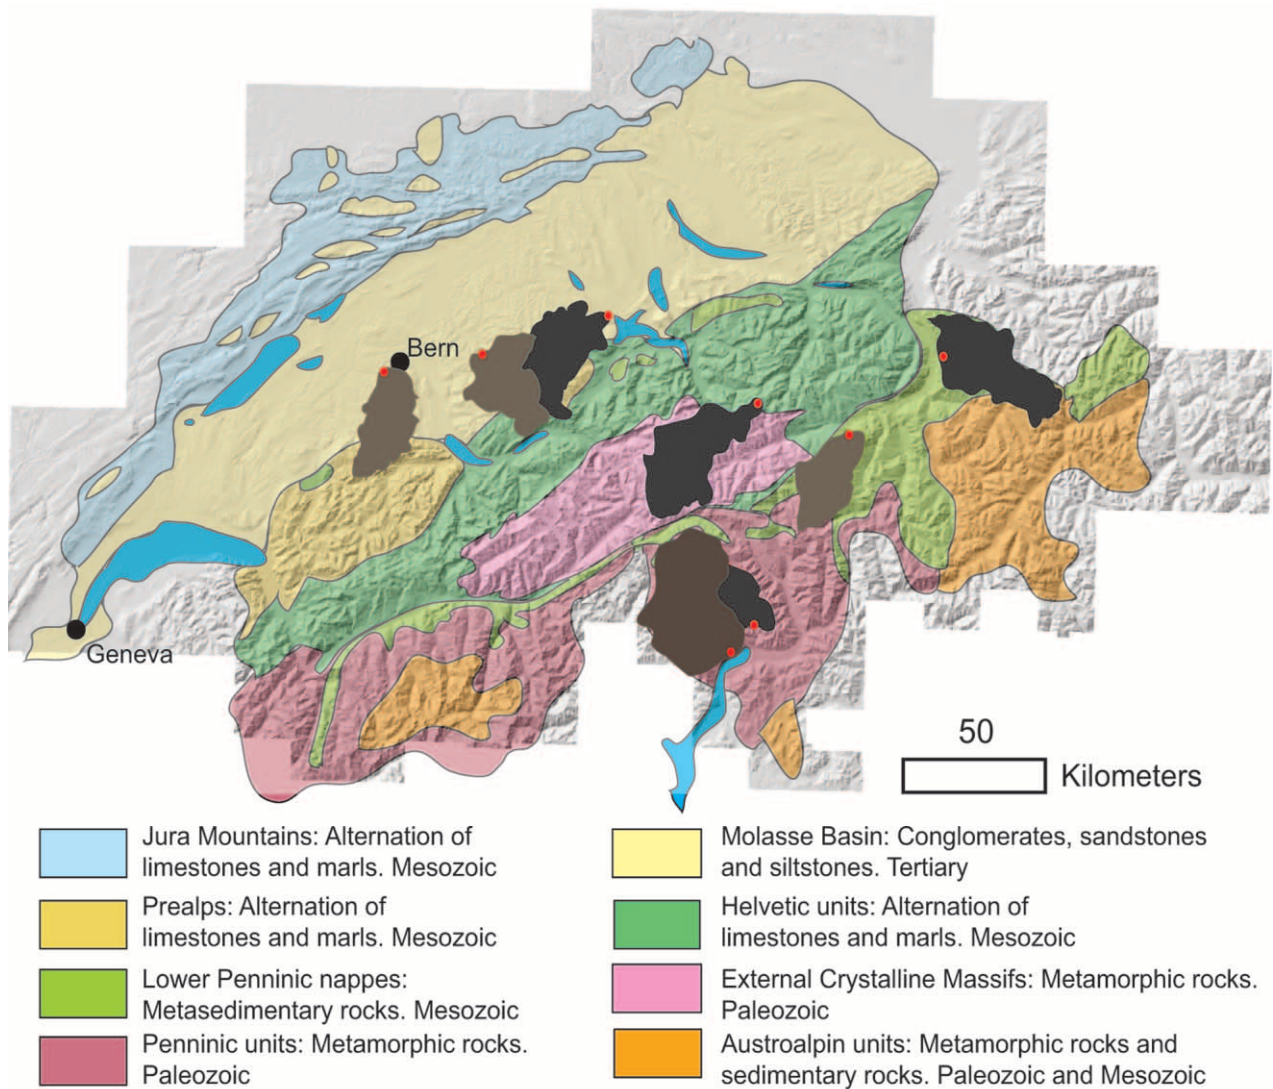 Bern
Geneva
50
Kilometers
Jura Mountains: Alternation of
limestones and marls. Mesozoic
Prealps: Alternation of
limestones and marls. Mesozoic
Lower Penninic nappes:
Metasedimentary rocks. Mesozoic
Penninic units: Metamorphic rocks.
Paleozoic
Molasse Basin: Conglomerates, sandstones
and siltstones. Tertiary
Helvetic units: Alternation of
limestones and marls. Mesozoic
External Crystalline Massifs: Metamorphic rocks.
Paleozoic
Austroalpin units: Metamorphic rocks and
sedimentary rocks. Paleozoic and Mesozoic